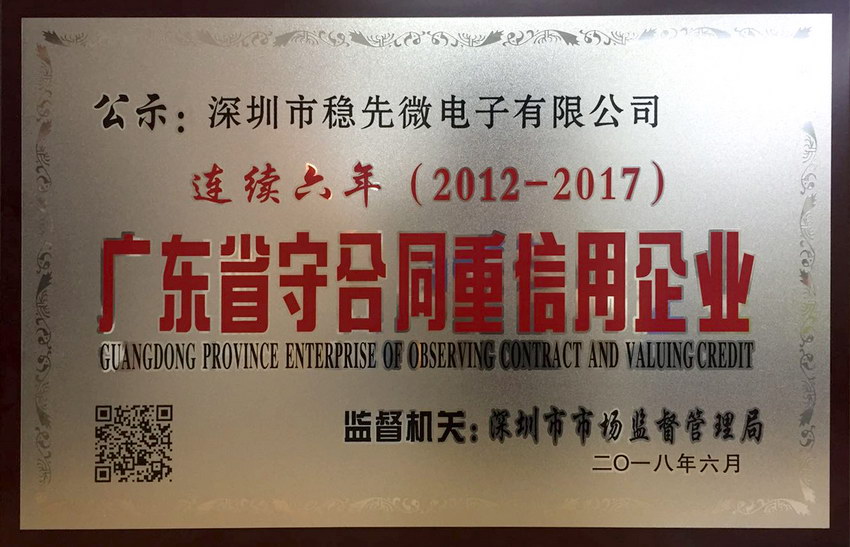 公示：深圳市稳先微电子有限公司
连续六年（2012-2017）
广东省守合同重信用企业
GUANGDONG PROVINCE ENTERPRISE OF OBSERVING CONTRACT AND VALUING CREDIT
监督机关：深圳市市场监督管理局
二〇一八年六月